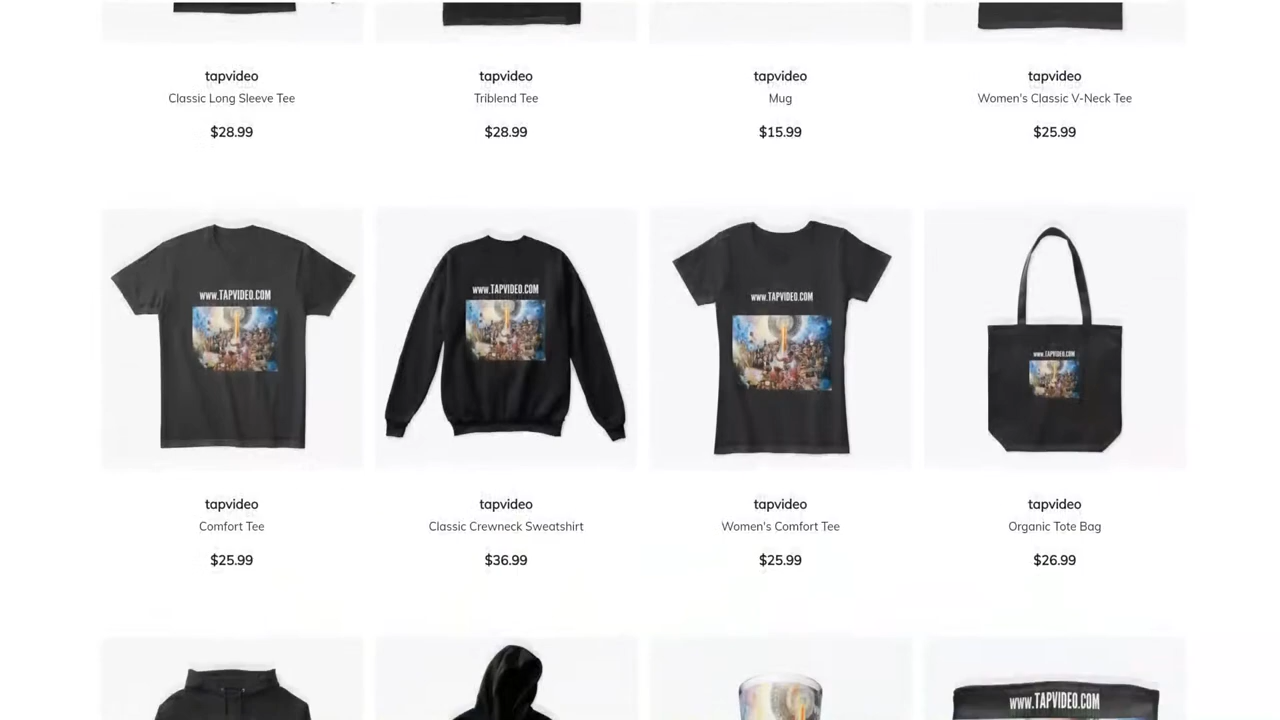 tapvideo
Classic Long Sleeve Tee
$28.99
tapvideo
Triblend Tee
$28.99
tapvideo
Mug
$15.99
tapvideo
Women's Classic V-Neck Tee
$25.99
www.TAPVIDEO.COM
www.TAPVIDEO.COM
www.TAPVIDEO.COM
www.TAPVIDEO.COM
tapvideo
Comfort Tee
$25.99
tapvideo
Classic Crewneck Sweatshirt
$36.99
tapvideo
Women's Comfort Tee
$25.99
tapvideo
Organic Tote Bag
$26.99
www.TAPVIDEO.COM